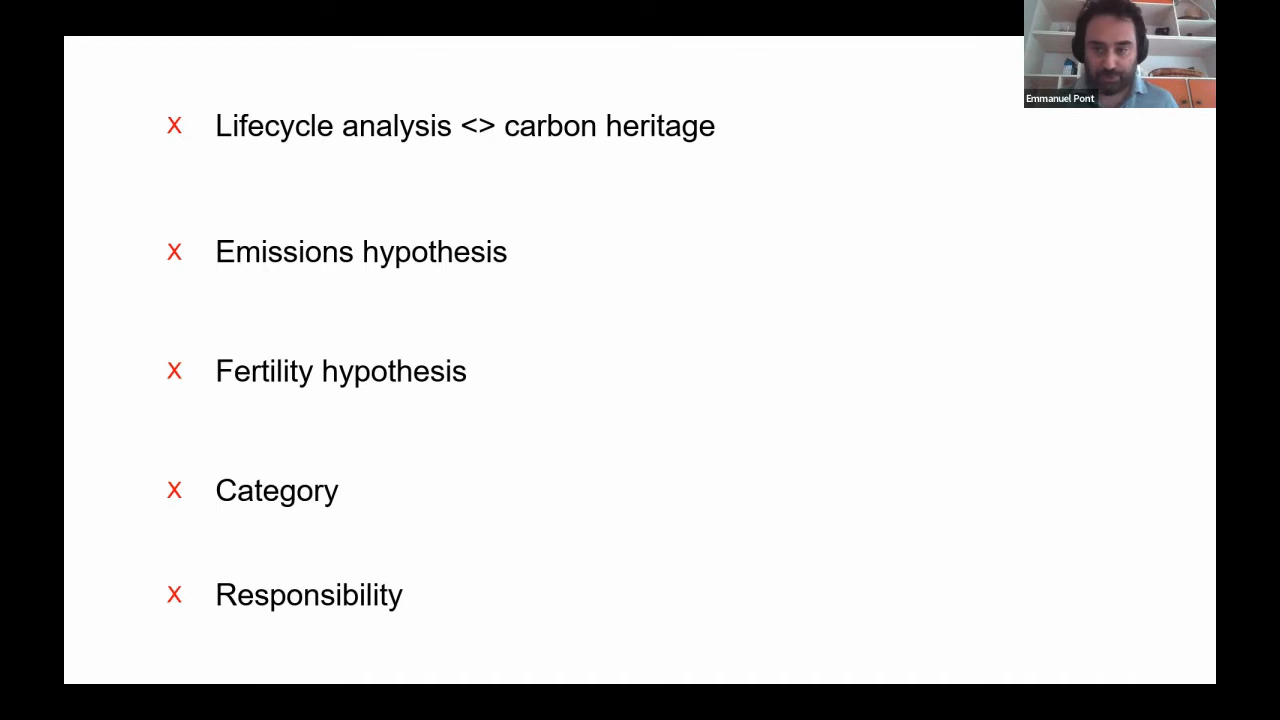 Emmanuel Pont
x Lifecycle analysis <> carbon heritage
x Emissions hypothesis
x Fertility hypothesis
x Category
x Responsibility